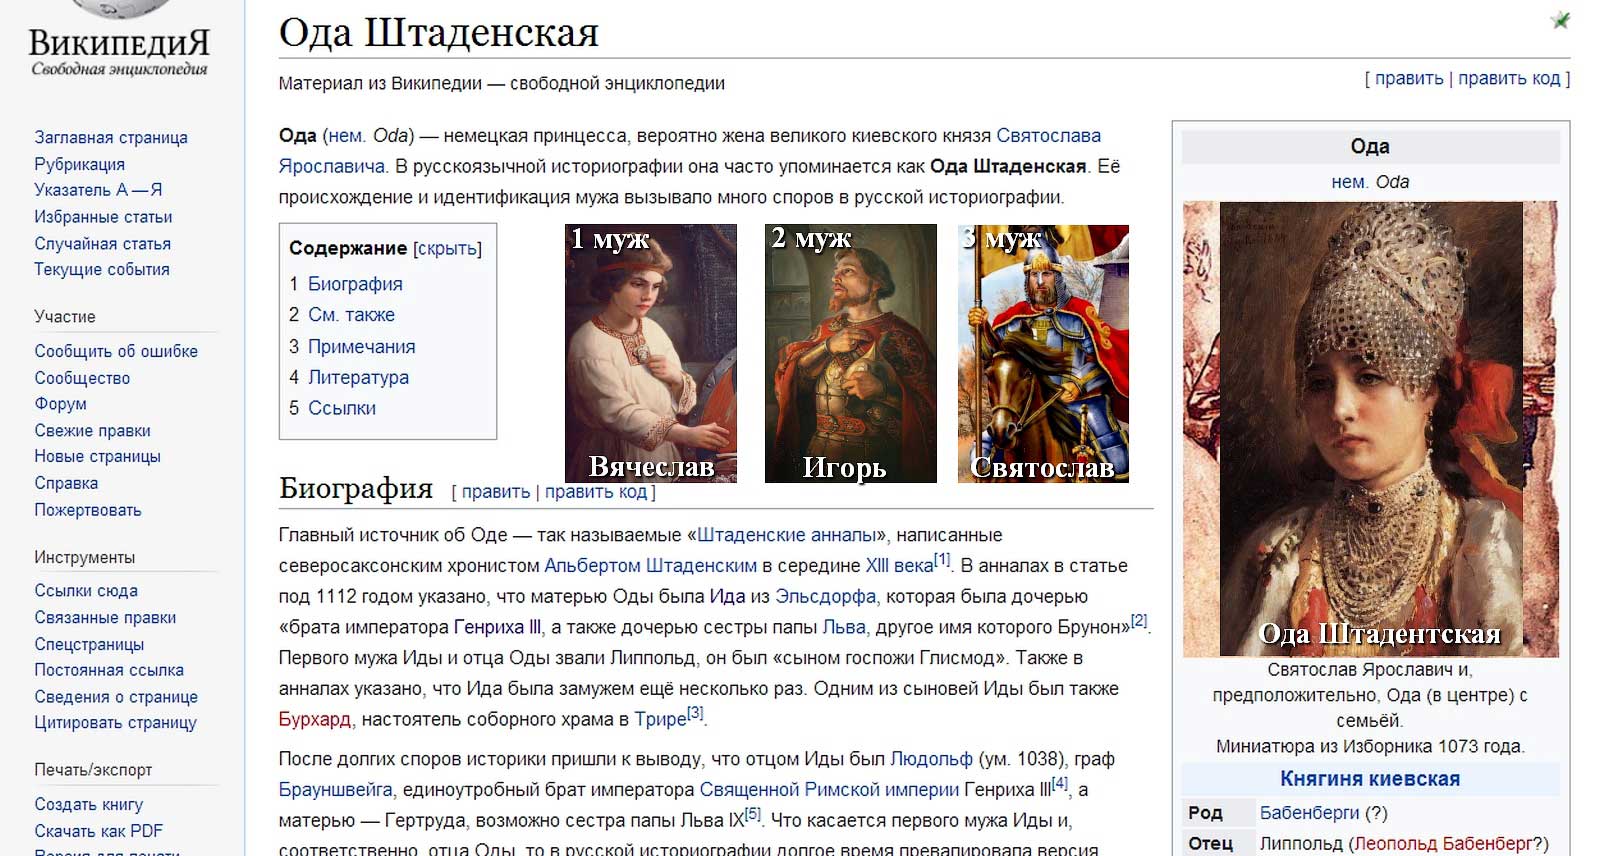 ВикипедиЯ
Свободная энциклопедия
Заглавная страница
Рубрикация
Указатель А — Я
Избранные статьи
Случайная статья
Текущие события
Участие
Сообщить об ошибке
Сообщество
Форум
Свежие правки
Новые страницы
Справка
Пожертвовать
Инструменты
Ссылки сюда
Связанные правки
Спецстраницы
Постоянная ссылка
Сведения о странице
Цитировать страницу
Печать/экспорт
Создать книгу
Скачать как PDF
Версия для печати
Ода Штаденская
Материал из Википедии — свободной энциклопедии
[ править | править код ]
Ода (нем. Oda) — немецкая принцесса, вероятно жена великого киевского князя Святослава
Ярославича. В русскоязычной историографии она часто упоминается как Ода Штаденская. Её
происхождение и идентификация мужа вызывало много споров в русской историографии.
Содержание [скрыть]
1 Биография
2 См. также
3 Примечания
4 Литература
5 Ссылки
1 муж
Вячеслав
2 муж
Игорь
3 муж
Святослав
Биография [ править | править код ]
Главный источник об Оде — так называемые «Штаденские анналы», написанные
северосаксонским хронистом Альбертом Штаденским в середине XIII века[1]. В анналах в статье
под 1112 годом указано, что матерью Оды была Ида из Эльсдорфа, которая была дочерью
«брата императора Генриха III, а также дочерью сестры папы Льва, другое имя которого Брунон»[2].
Первого мужа Иды и отца Оды звали Липпольд, он был «сыном госпожи Глисмод». Также в
анналах указано, что Ида была замужем ещё несколько раз. Одним из сыновей Иды был также
Бурхард, настоятель соборного храма в Трире[3].
После долгих споров историки пришли к выводу, что отцом Иды был Людольф (ум. 1038), граф
Брауншвейга, единоутробный брат императора Священной Римской империи Генриха III[4], а
матерью — Гертруда, возможно сестра папы Льва IX[5]. Что касается первого мужа Иды и,
соответственно, отца Оды, то в русской историографии долгое время превалировала версия
Ода
нем. Oda
Ода Штадентская
Святослав Ярославич и,
предположительно, Ода (в центре) с
семьёй.
Миниатюра из Изборника 1073 года.
Княгиня киевская
Род Бабенберги (?)
Отец Липпольд (Леопольд Бабенберг?)